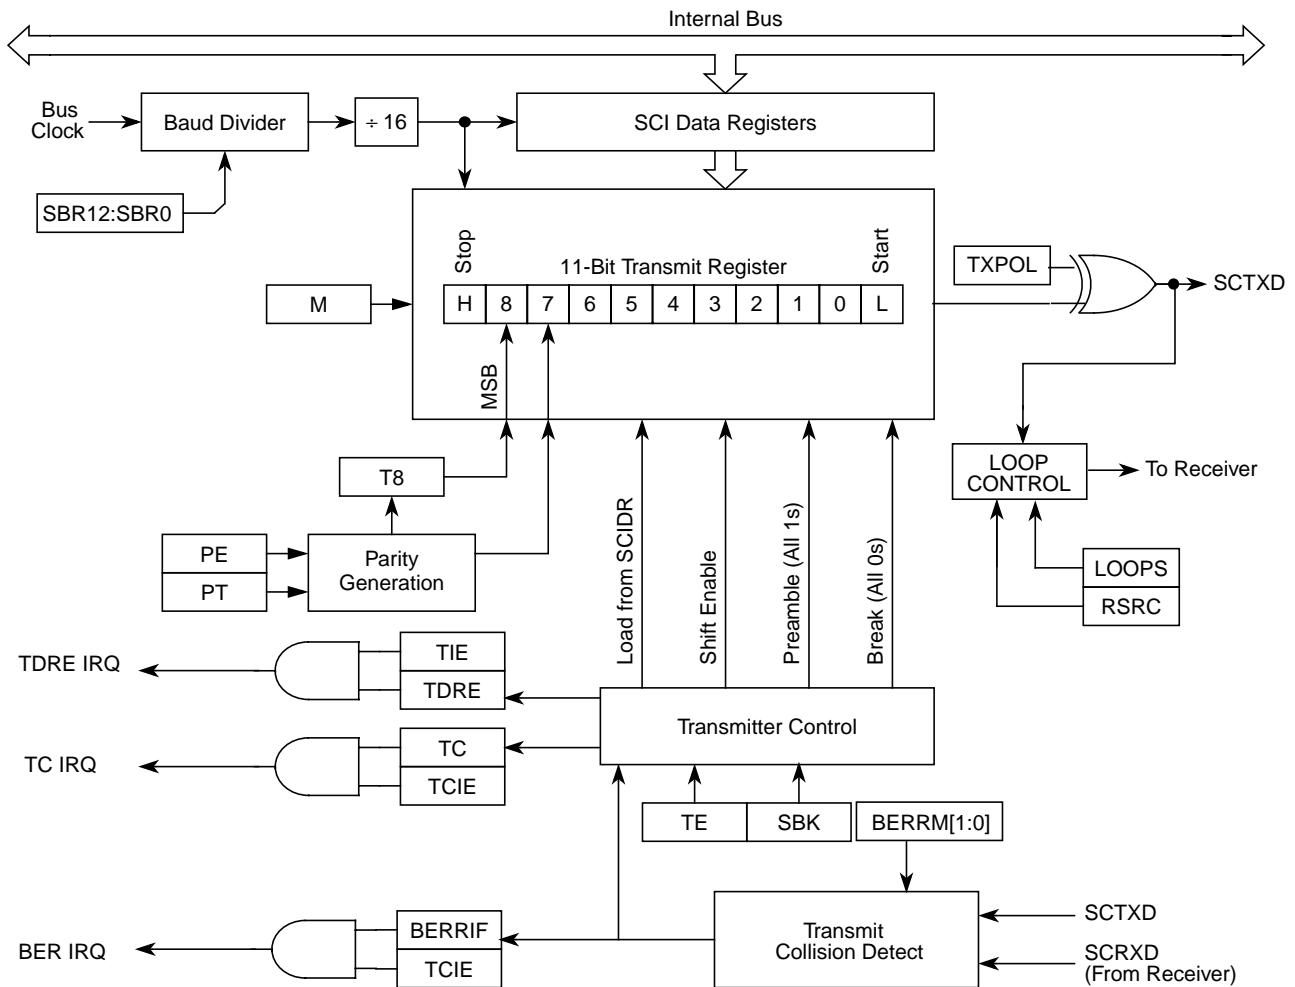 Internal Bus
Bus
Clock
Baud Divider
÷ 16
SCI Data Registers
SBR12:SBR0
Stop
11-Bit Transmit Register
Start
TXPOL
SCTXD
M
H 8 7 6 5 4 3 2 1 0 L
MSB
T8
LOOP
CONTROL
To Receiver
PE
PT
Parity
Generation
Load from SCIDR
Shift Enable
Preamble (All 1s)
Break (All 0s)
LOOPS
RSRC
TDRE IRQ
TIE
TDRE
Transmitter Control
TC IRQ
TC
TCIE
TE
SBK
BERRM[1:0]
BER IRQ
BERRIF
TCIE
Transmit
Collision Detect
SCTXD
SCRXD
(From Receiver)